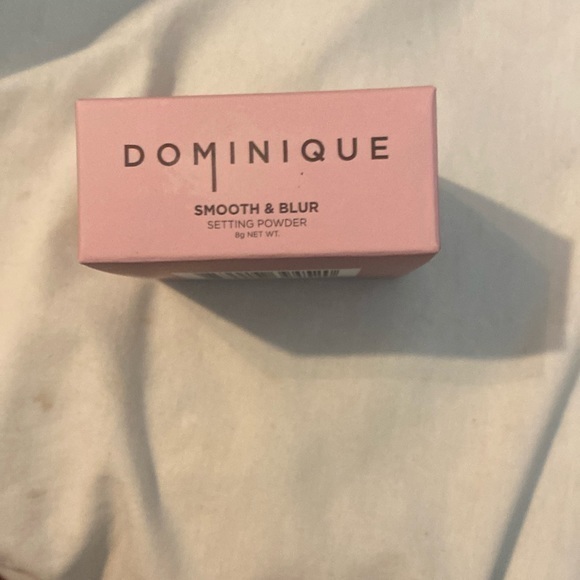 DOMINIQUE
SMOOTH & BLUR
SETTING POWDER
8g NET WT.